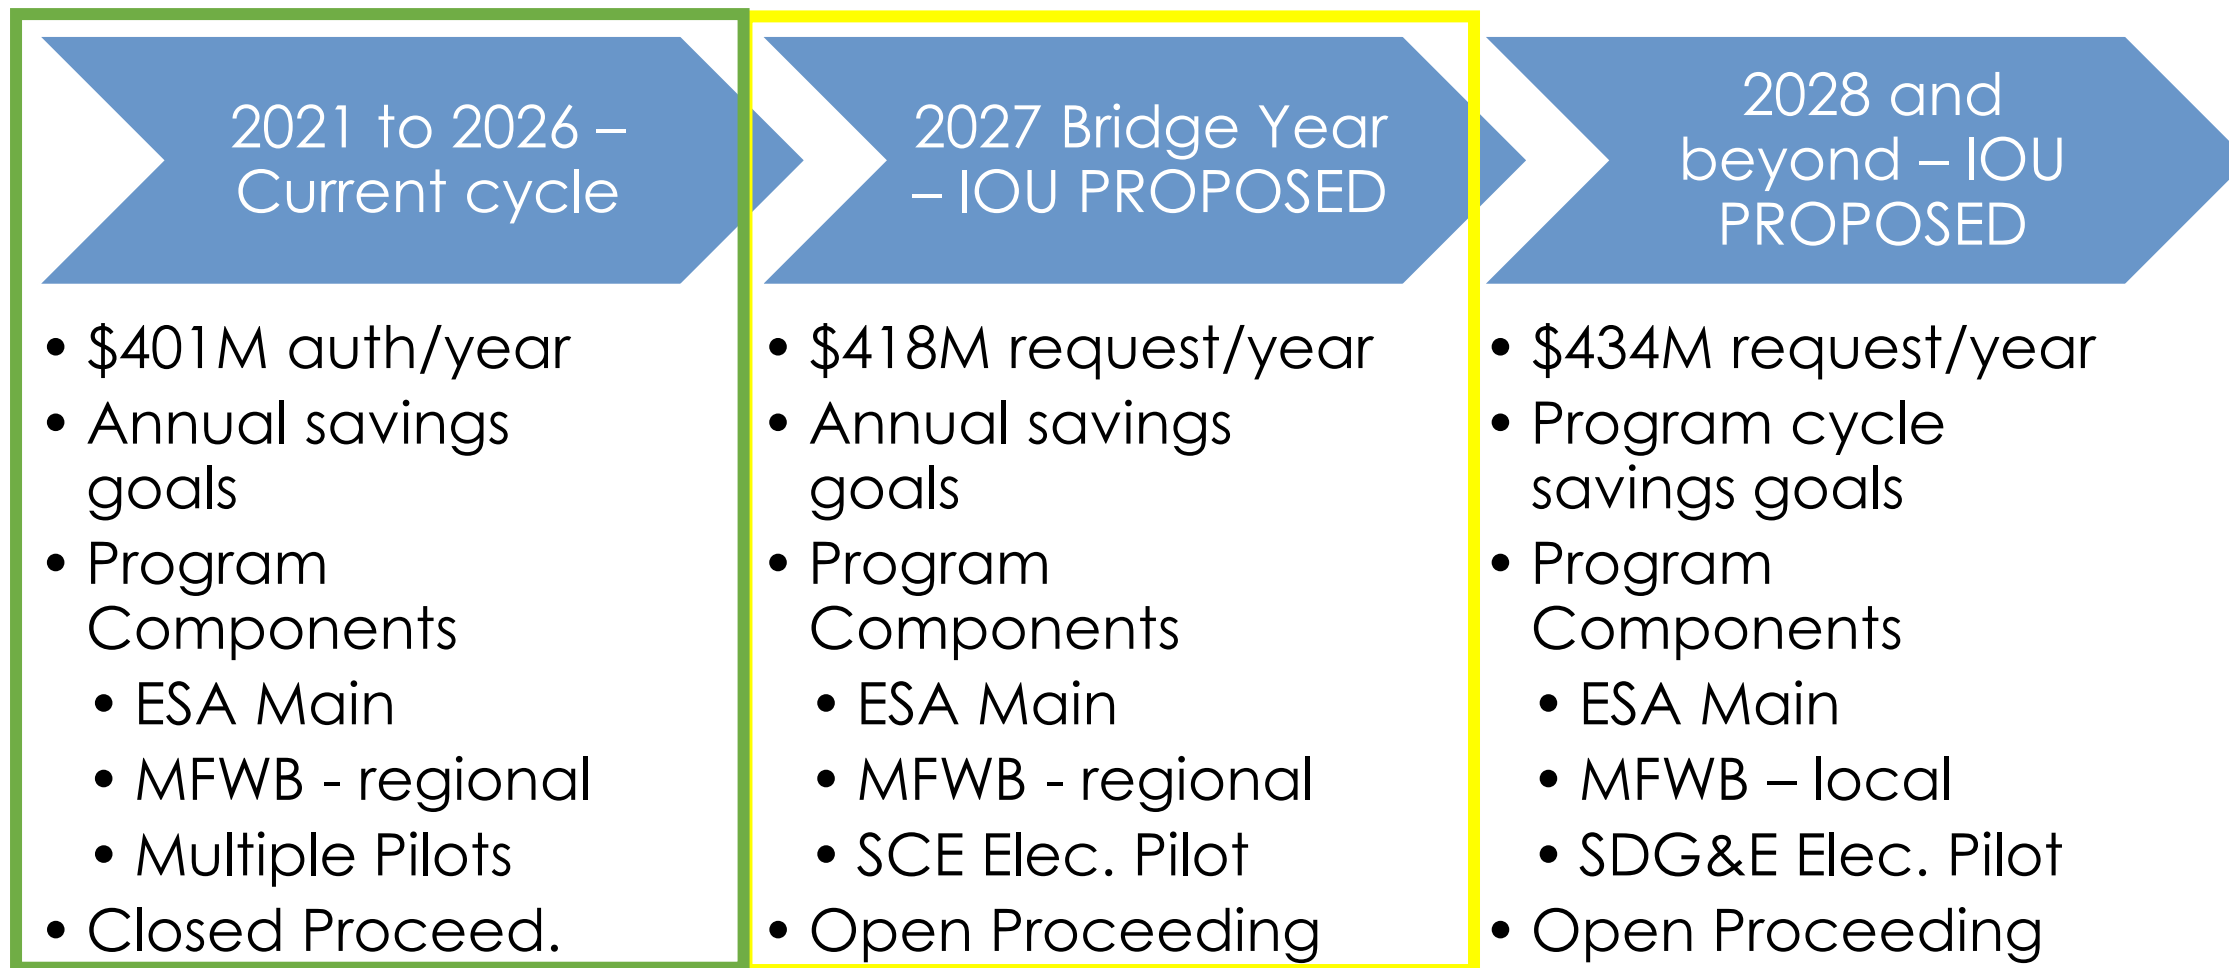 2021 to 2026 –
Current cycle
• $401M auth/year
• Annual savings
goals
• Program
Components
• ESA Main
• MFWB - regional
• Multiple Pilots
• Closed Proceed.
2027 Bridge Year
– IOU PROPOSED
• $418M request/year
• Annual savings
goals
• Program
Components
• ESA Main
• MFWB - regional
• SCE Elec. Pilot
• Open Proceeding
2028 and
beyond – IOU
PROPOSED
• $434M request/year
• Program cycle
savings goals
• Program
Components
• ESA Main
• MFWB – local
• SDG&E Elec. Pilot
• Open Proceeding